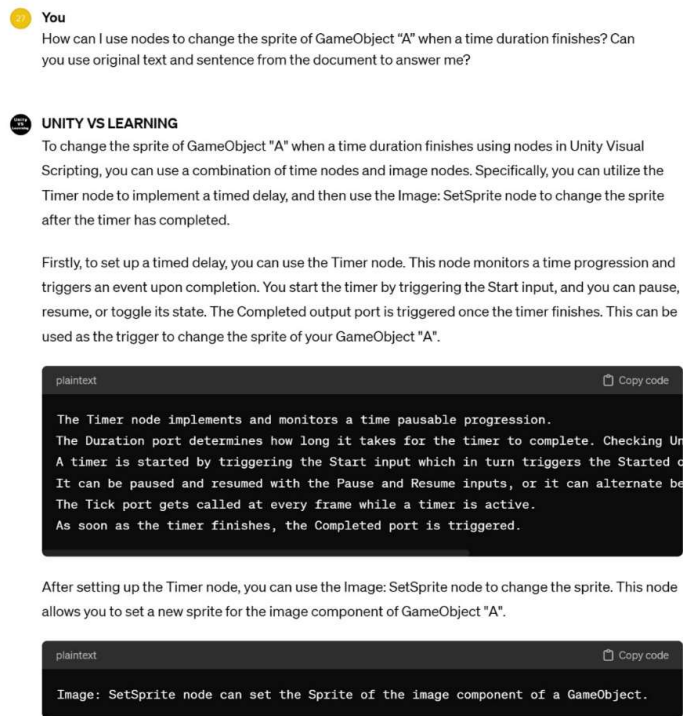 27 You
How can I use nodes to change the sprite of GameObject “A” when a time duration finishes? Can
you use original text and sentence from the document to answer me?
UNITY VS LEARNING
To change the sprite of GameObject "A" when a time duration finishes using nodes in Unity Visual
Scripting, you can use a combination of time nodes and image nodes. Specifically, you can utilize the
Timer node to implement a timed delay, and then use the Image: SetSprite node to change the sprite
after the timer has completed.
Firstly, to set up a timed delay, you can use the Timer node. This node monitors a time progression and
triggers an event upon completion. You start the timer by triggering the Start input, and you can pause,
resume, or toggle its state. The Completed output port is triggered once the timer finishes. This can be
used as the trigger to change the sprite of your GameObject "A".
plaintext Copy code
The Timer node implements and monitors a time pausable progression.
The Duration port determines how long it takes for the timer to complete. Checking Un
A timer is started by triggering the Start input which in turn triggers the Started o
It can be paused and resumed with the Pause and Resume inputs, or it can alternate be
The Tick port gets called at every frame while a timer is active.
As soon as the timer finishes, the Completed port is triggered.
After setting up the Timer node, you can use the Image: SetSprite node to change the sprite. This node
allows you to set a new sprite for the image component of GameObject "A".
plaintext Copy code
Image: SetSprite node can set the Sprite of the image component of a GameObject.